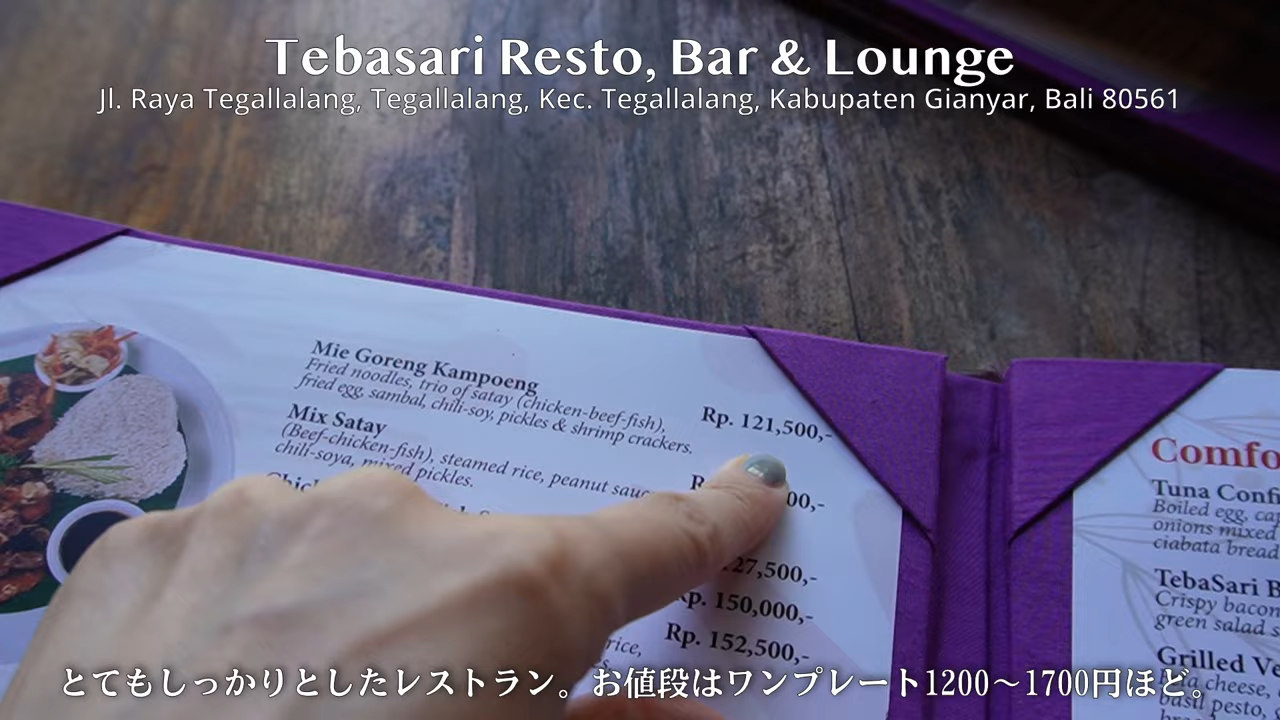 Tebasari Resto, Bar & Lounge
Jl. Raya Tegallalang, Tegallalang, Kec. Tegallalang, Kabupaten Gianyar, Bali 80561
Mie Goreng Kampoeng
Fried noodles, trio of satay (chicken-beef-fish),
fried egg, sambal, chili-soy, pickles & shrimp crackers.
Rp. 121,500,-
Mix Satay
(Beef-chicken-fish), steamed rice, peanut
chili-soya, mixed pickles.
00,-
27,500,-
Rp. 150,000,-
Rp. 152,500,-
rice,
Tuna
Boiled egg,
onions mixed
ciabata bread
TebaSari
Crispy bacon
green salad
Grilled
cheese,
basil pesto,
とてもしっかりとしたレストラン。お値段はワンプレート1200〜1700円ほど。